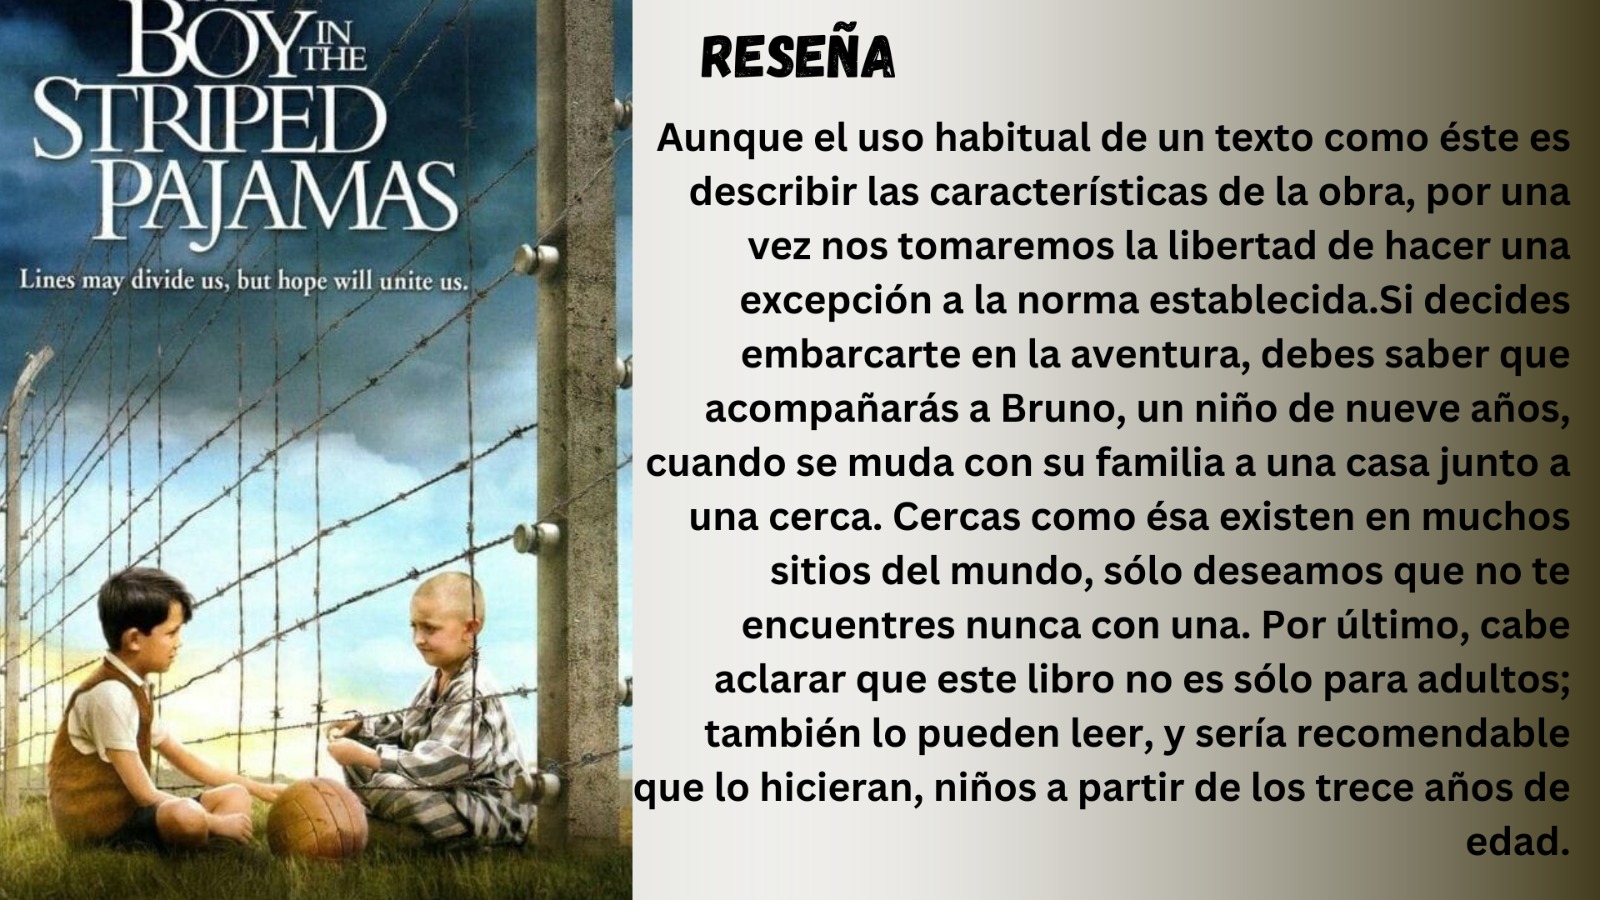 BOY IN THE
STRIPED
PAJAMAS
Lines may divide us, but hope will unite us.
RESEÑA
Aunque el uso habitual de un texto como éste es
describir las características de la obra, por una
vez nos tomaremos la libertad de hacer una
excepción a la norma establecida.Si decides
embarcarte en la aventura, debes saber que
acompañarás a Bruno, un niño de nueve años,
cuando se muda con su familia a una casa junto a
una cerca. Cercas como ésa existen en muchos
sitios del mundo, sólo deseamos que no te
encuentres nunca con una. Por último, cabe
aclarar que este libro no es sólo para adultos;
también lo pueden leer, y sería recomendable
que lo hicieran, niños a partir de los trece años de
edad.